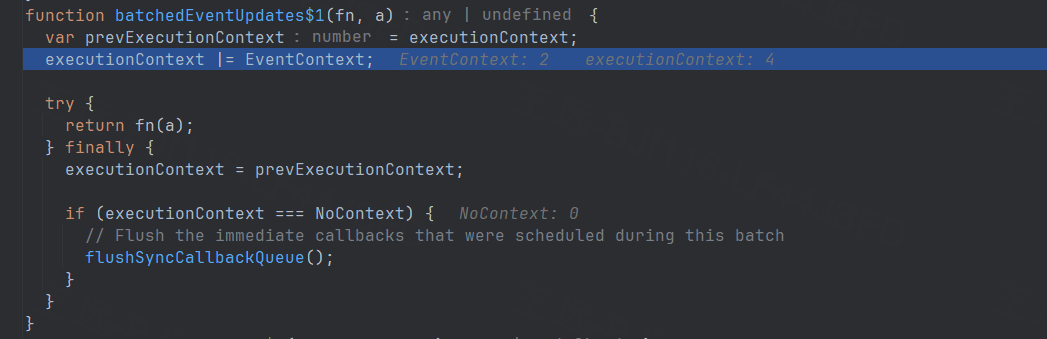 function batchedEventUpdates$1(fn, a) : any | undefined {
  var prevExecutionContext : number = executionContext;
  executionContext |= EventContext; EventContext: 2 executionContext: 4
  try {
    return fn(a);
  } finally {
    executionContext = prevExecutionContext;
    if (executionContext === NoContext) { NoContext: 0
      // Flush the immediate callbacks that were scheduled during this batch
      flushSyncCallbackQueue();
    }
  }
}